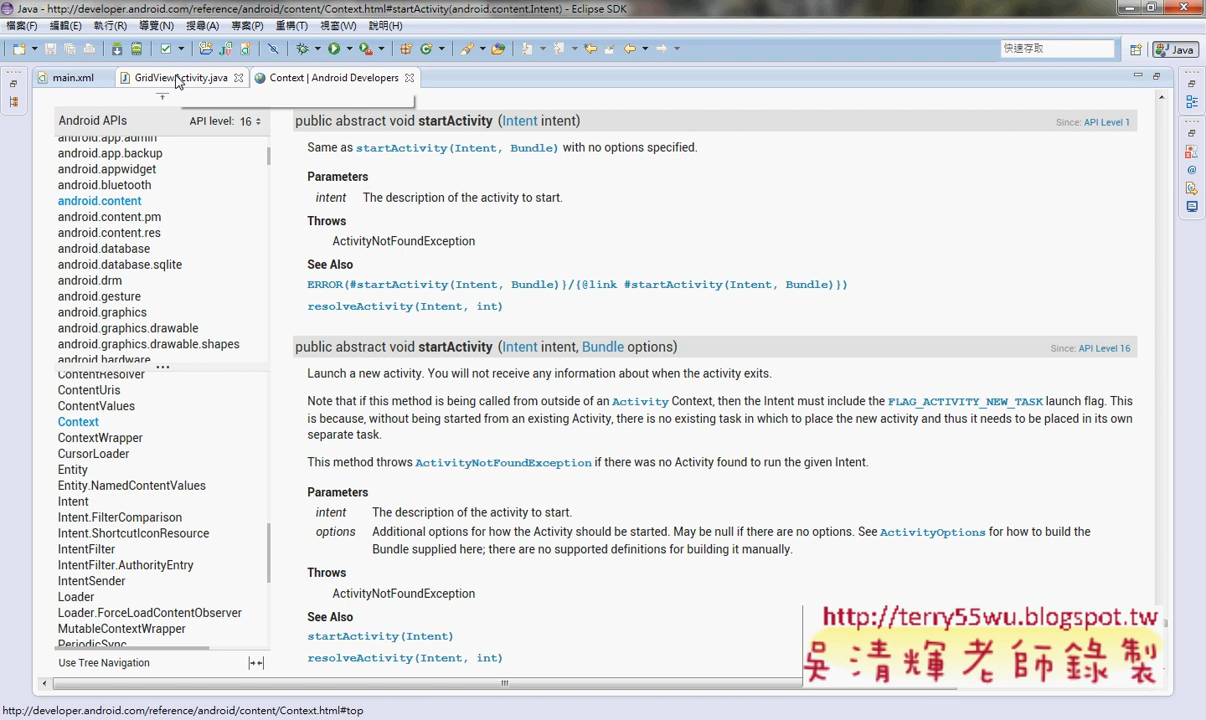 Java - http://developer.android.com/reference/android/content/Context.html#startActivity(android.content.Intent) - Eclipse SDK
檔案(F) 編輯(E) 執行(R) 導覽(N) 搜尋(A) 專案(P) 重構(T) 視窗(W) 說明(H)
快速存取
Java
main.xml
GridViewActivity.java
Context | Android Developers
Android APIs
API level: 16
android.app.admin
android.app.backup
android.appwidget
android.bluetooth
android.content
android.content.pm
android.content.res
android.database
android.database.sqlite
android.drm
android.gesture
android.graphics
android.graphics.drawable
android.graphics.drawable.shapes
android.hardware
ContentResolver
ContentUris
ContentValues
Context
ContextWrapper
CursorLoader
Entity
Entity.NamedContentValues
Intent
Intent.FilterComparison
Intent.ShortcutIconResource
IntentFilter
IntentFilter.AuthorityEntry
IntentSender
Loader
Loader.ForceLoadContentObserver
MutableContextWrapper
PeriodicSync
Use Tree Navigation
public abstract void startActivity (Intent intent)
Since: API Level 1
Same as startActivity(Intent, Bundle) with no options specified.
Parameters
intent The description of the activity to start.
Throws
ActivityNotFoundException
See Also
ERROR(#startActivity(Intent, Bundle)}/{@link #startActivity(Intent, Bundle)})
resolveActivity(Intent, int)
public abstract void startActivity (Intent intent, Bundle options)
Since: API Level 16
Launch a new activity. You will not receive any information about when the activity exits.
Note that if this method is being called from outside of an Activity Context, then the Intent must include the FLAG_ACTIVITY_NEW_TASK launch flag. This
is because, without being started from an existing Activity, there is no existing task in which to place the new activity and thus it needs to be placed in its own
separate task.
This method throws ActivityNotFoundException if there was no Activity found to run the given Intent.
Parameters
intent The description of the activity to start.
options Additional options for how the Activity should be started. May be null if there are no options. See ActivityOptions for how to build the
Bundle supplied here; there are no supported definitions for building it manually.
Throws
ActivityNotFoundException
See Also
startActivity(Intent)
resolveActivity(Intent, int)
http://terry55wu.blogspot.tw
吳清輝老師錄製
http://developer.android.com/reference/android/content/Context.html#top